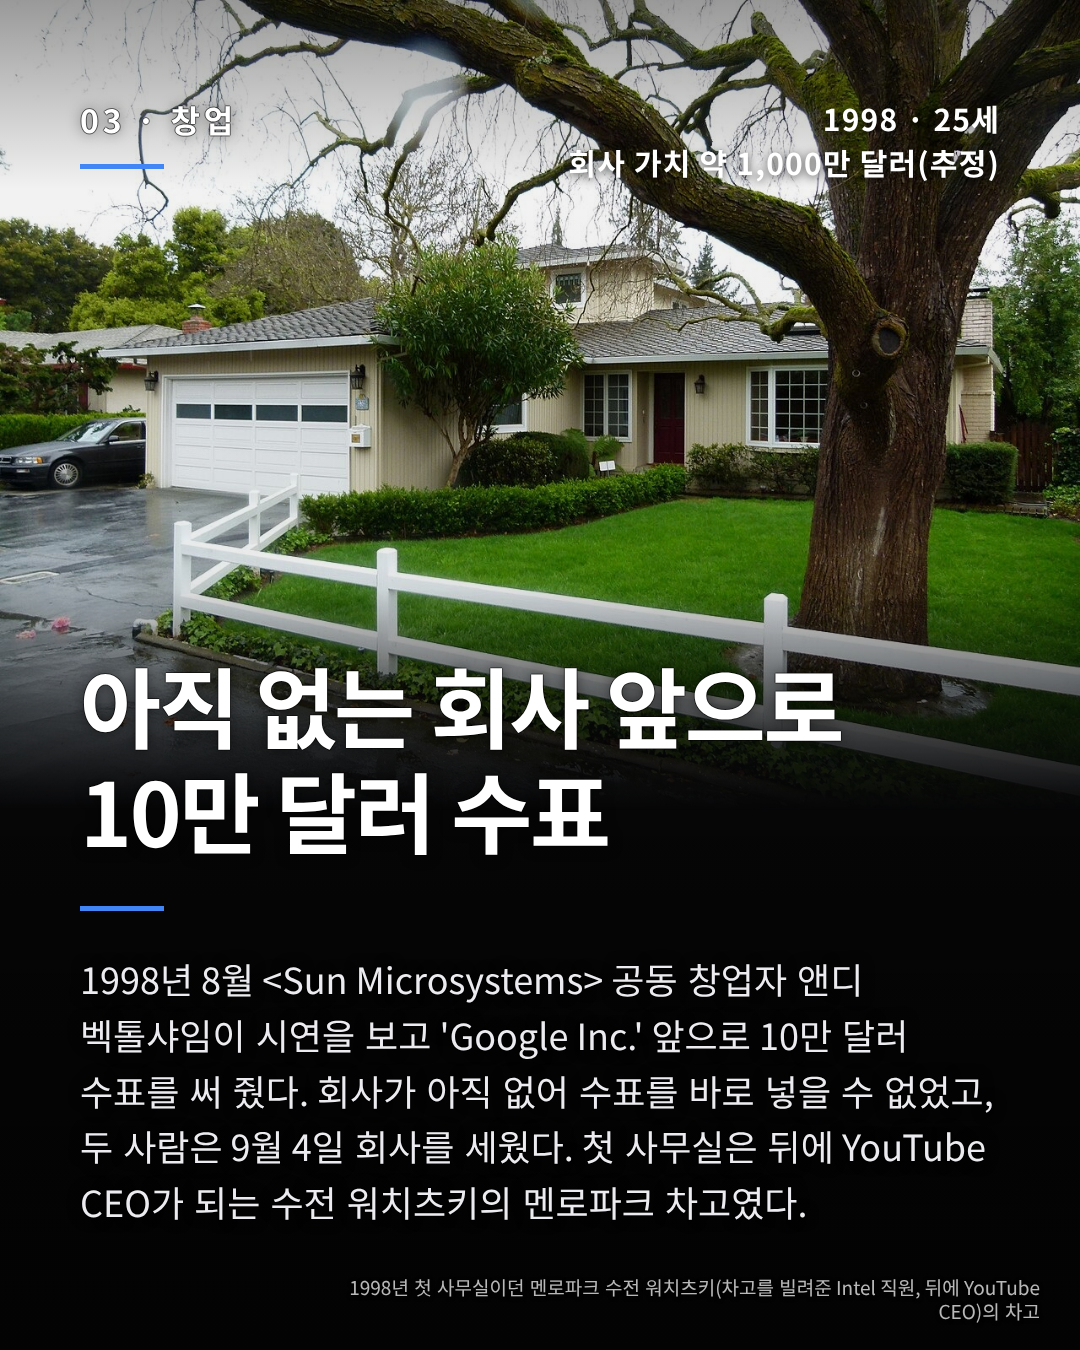 03 · 창업
1998 · 25세
회사 가치 약 1,000만 달러(추정)
아직 없는 회사 앞으로
10만 달러 수표
1998년 8월 <Sun Microsystems> 공동 창업자 앤디
벡톨샤임이 시연을 보고 'Google Inc.' 앞으로 10만 달러
수표를 써 줬다. 회사가 아직 없어 수표를 바로 넣을 수 없었고,
두 사람은 9월 4일 회사를 세웠다. 첫 사무실은 뒤에 YouTube
CEO가 되는 수전 워치츠키의 멘로파크 차고였다.
1998년 첫 사무실이던 멘로파크 수전 워치츠키(차고를 빌려준 Intel 직원, 뒤에 YouTube
CEO)의 차고